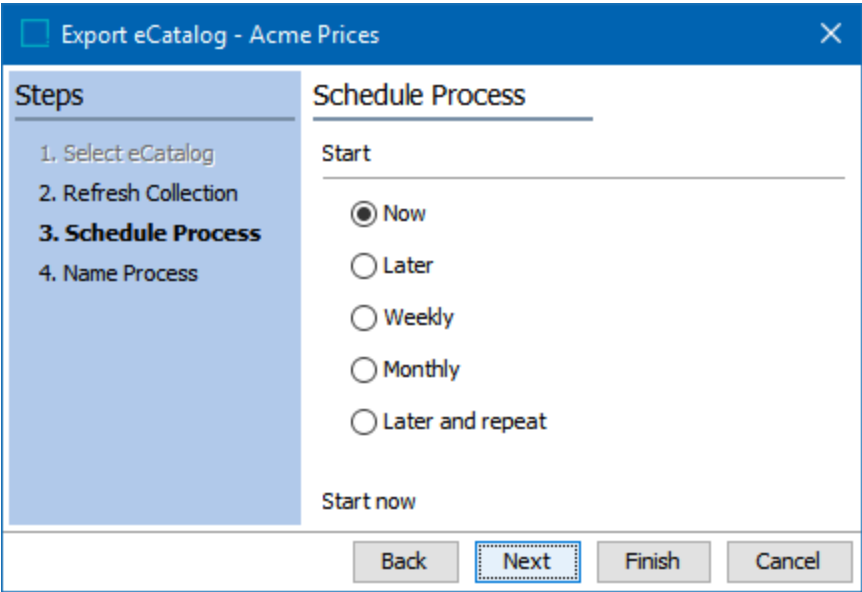 Export eCatalog - Acme Prices
Steps
1. Select eCatalog
2. Refresh Collection
3. Schedule Process
4. Name Process
Schedule Process
Start
Now
Later
Weekly
Monthly
Later and repeat
Start now
Back Next Finish Cancel